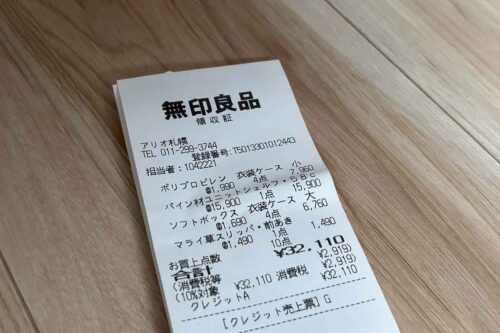 無印良品
領収証
アリオ札幌
TEL 011-299-3744
登録番号:T5013301012443
担当者:1042221
ポリプロピレン 衣装ケース 小
@1,990 4点 7,960
パイン材ユニットシェルフ・58C
@15,900 1点 15,900
ソフトボックス 衣装ケース 大
@1,690 4点 6,760
マライ草スリッパ・前あき
@1,490 1点 1,490
お買上点数 10点
合計 ¥32,110
(消費税等 ¥2,919)
(10%対象 ¥32,110 消費税 ¥2,919)
クレジットA ¥32,110
[クレジット売上票] G